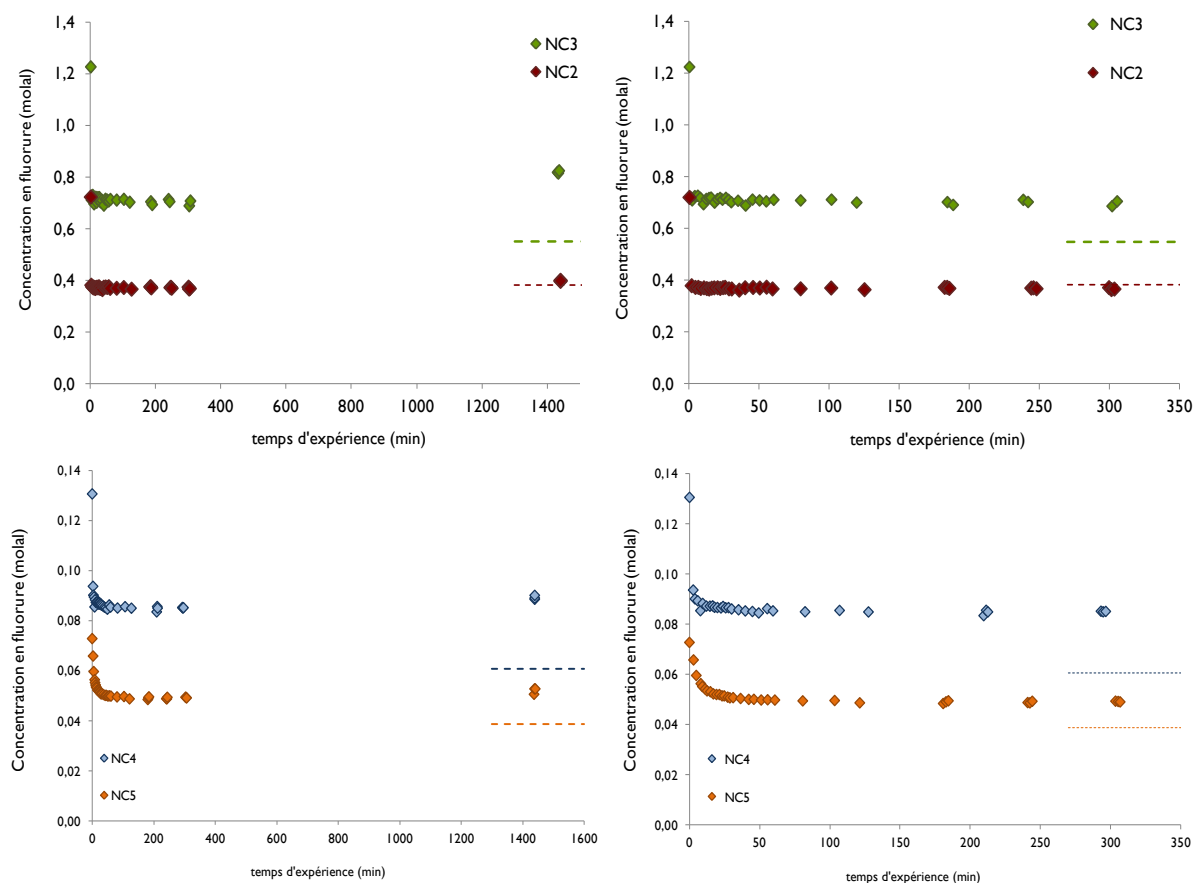 1,4
1,2
1,0
0,8
0,6
0,4
0,2
0,0
Concentration en fluorure (molal)
NC3
NC2
0 200 400 600 800 1000 1200 1400
temps d'expérience (min)
1,4
1,2
1,0
0,8
0,6
0,4
0,2
0,0
Concentration en fluorure (molal)
NC3
NC2
0 50 100 150 200 250 300 350
temps d'expérience (min)
0,14
0,12
0,10
0,08
0,06
0,04
0,02
0,00
Concentration en fluorure (molal)
NC4
NC5
0 200 400 600 800 1000 1200 1400 1600
temps d'expérience (min)
0,14
0,12
0,10
0,08
0,06
0,04
0,02
0,00
Concentration en fluorure (molal)
NC4
NC5
0 50 100 150 200 250 300 350
temps d'expérience (min)